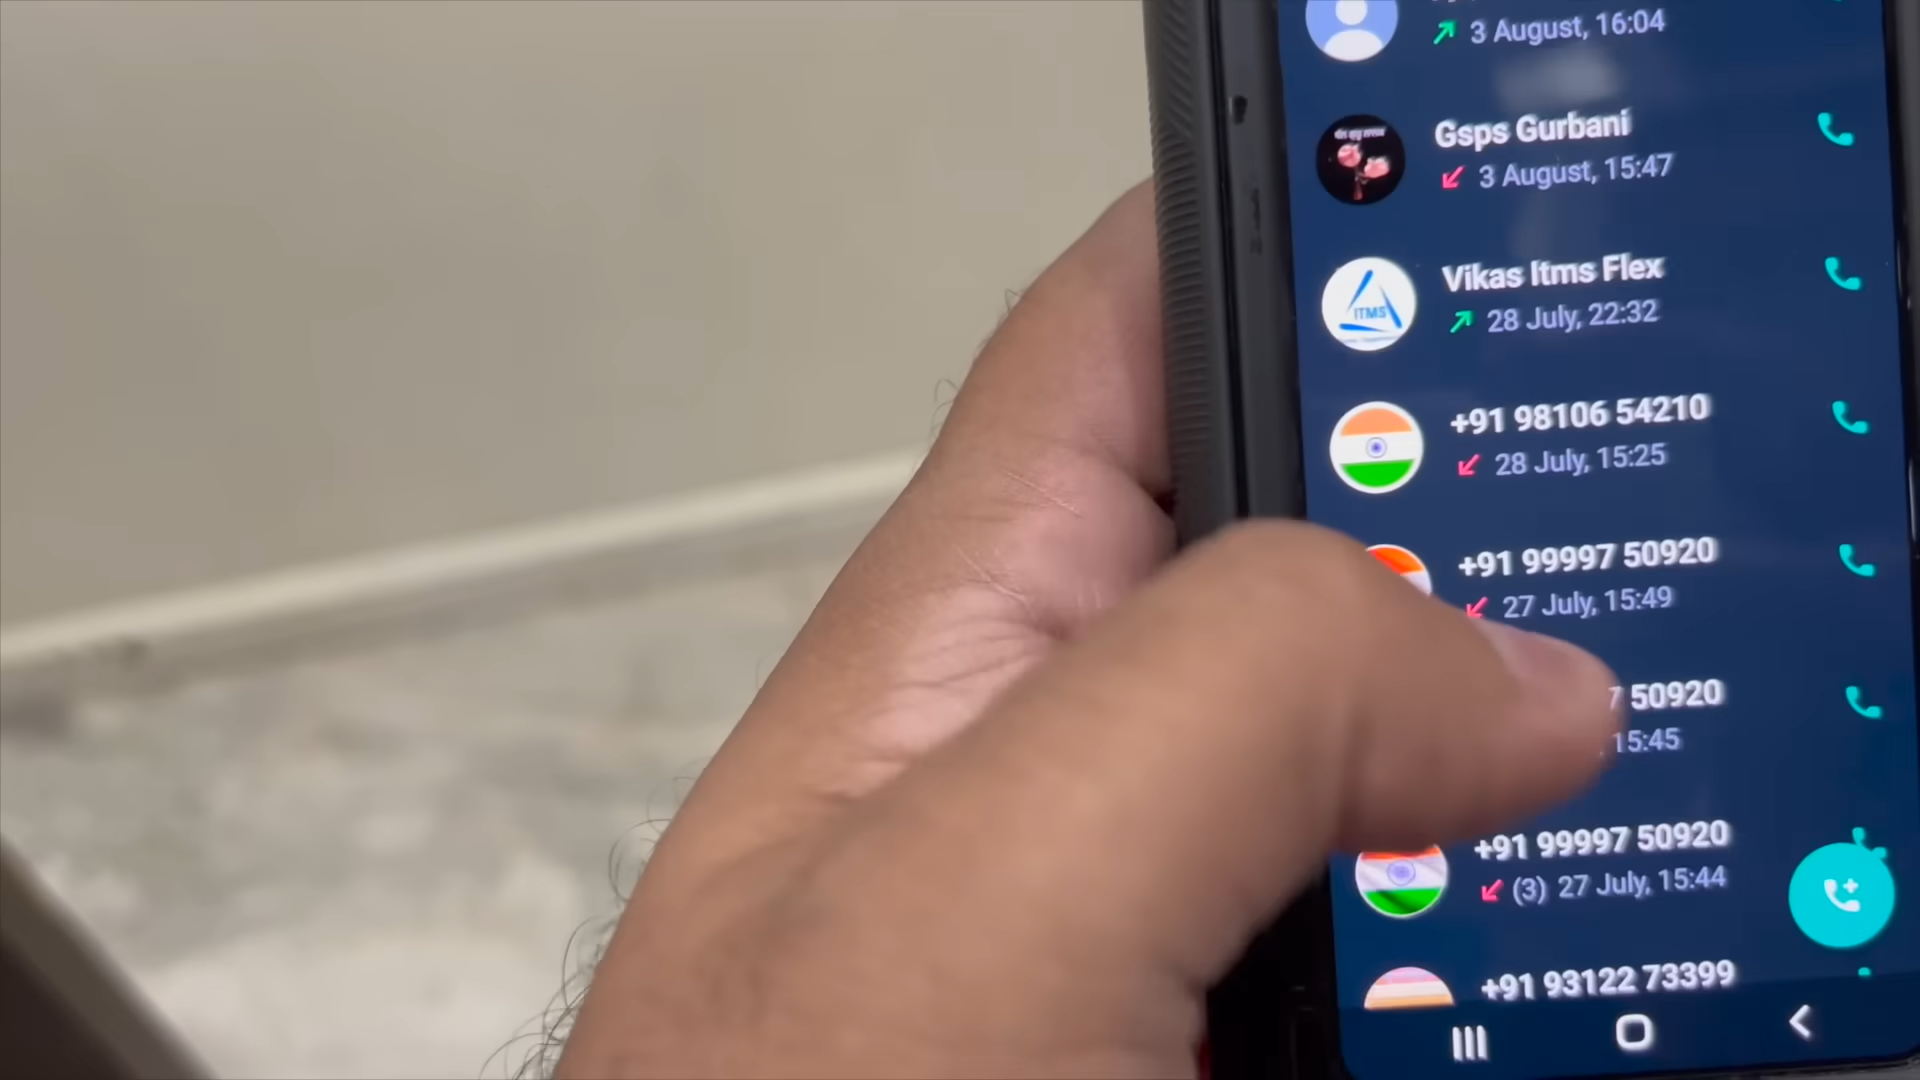 3 August, 16:04
Gsps Gurbani
3 August, 15:47
Vikas Itms Flex
ITMS
28 July, 22:32
+91 98106 54210
28 July, 15:25
+91 99997 50920
27 July, 15:49
7 50920
15:45
+91 99997 50920
(3) 27 July, 15:44
+91 93122 73399